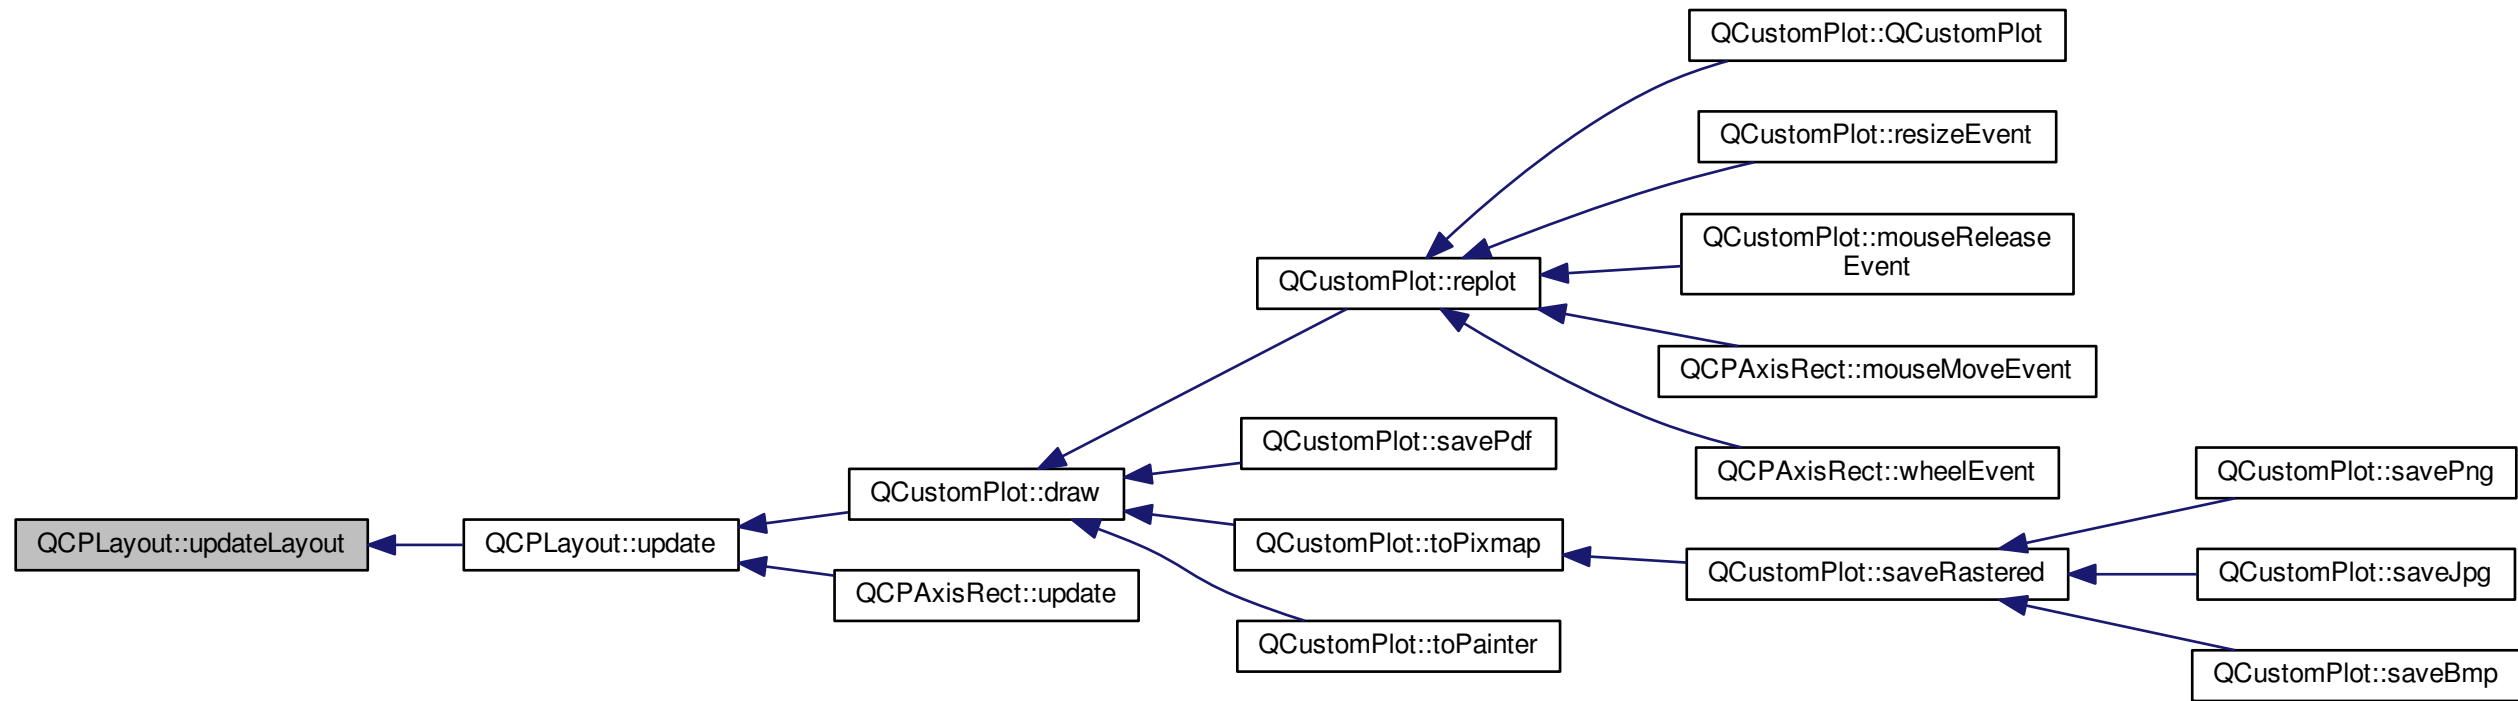 QCustomPlot::QCustomPlot
QCustomPlot::resizeEvent
QCustomPlot::mouseRelease
Event
QCustomPlot::replot
QCPAxisRect::mouseMoveEvent
QCustomPlot::savePdf
QCPAxisRect::wheelEvent
QCustomPlot::savePng
QCustomPlot::draw
QCPLayout::updateLayout
QCPLayout::update
QCustomPlot::toPixmap
QCustomPlot::saveRastered
QCustomPlot::saveJpg
QCPAxisRect::update
QCustomPlot::toPainter
QCustomPlot::saveBmp